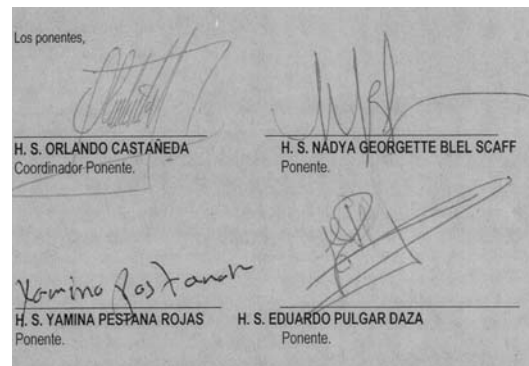 Los ponentes,
H. S. ORLANDO CASTAÑEDA
Coordinador Ponente.
H. S. NADYA GEORGETTE BLEL SCAFF
Ponente.
Yamina Pestana R
H. S. YAMINA PESTANA ROJAS
Ponente.
H. S. EDUARDO PULGAR DAZA
Ponente.